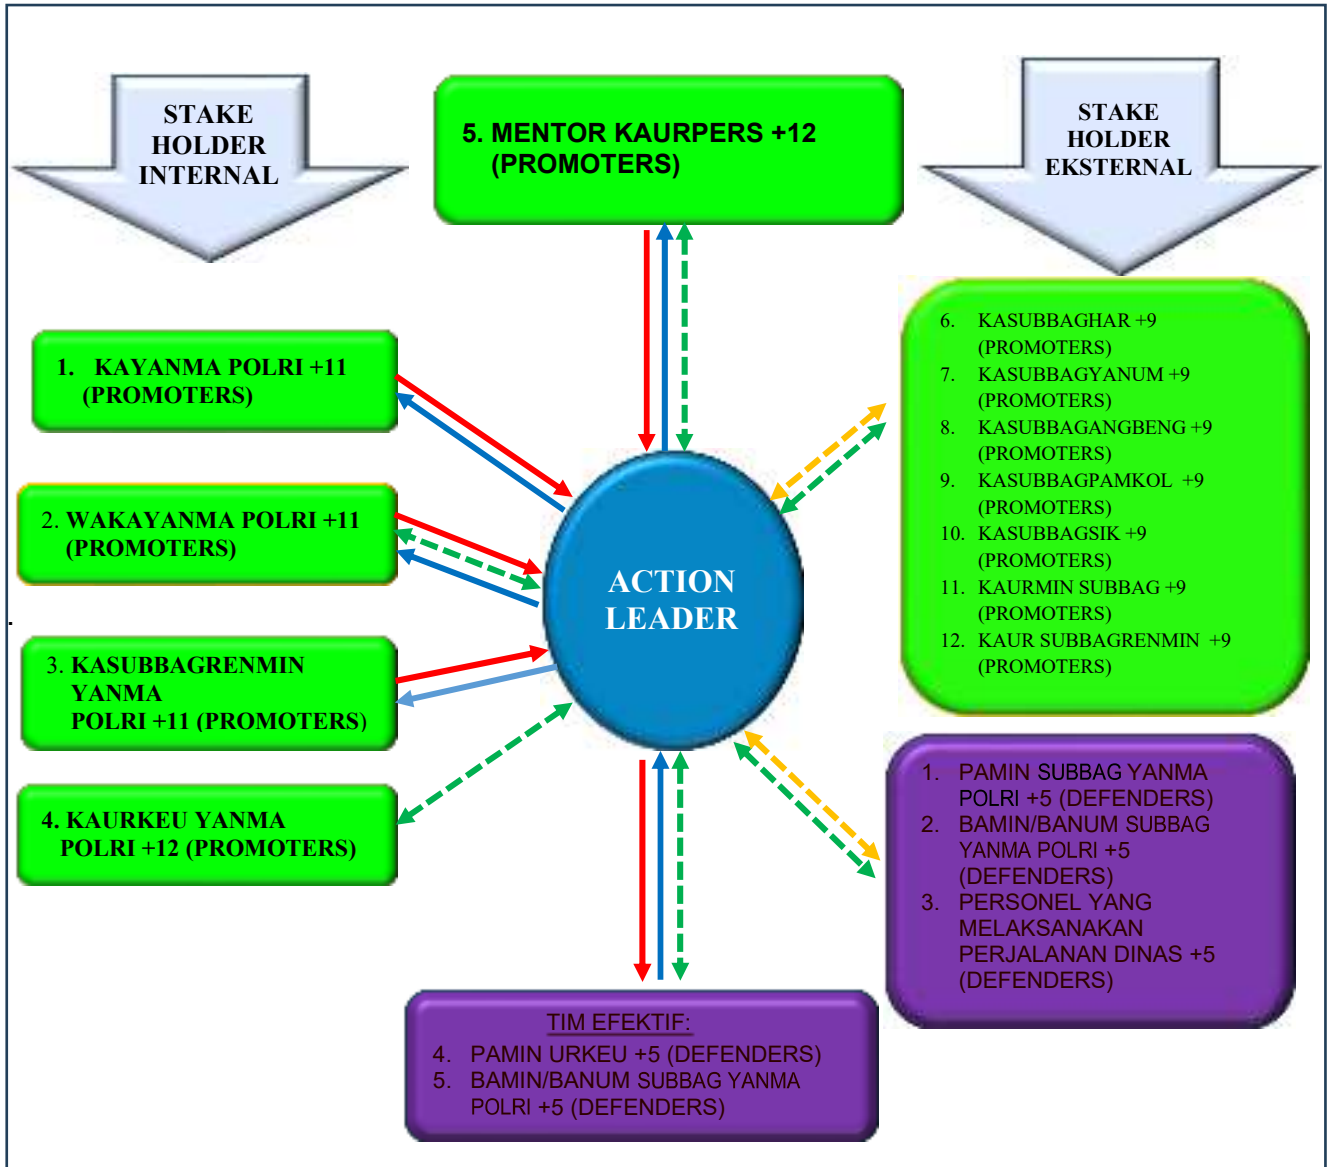 STAKE
HOLDER
INTERNAL
5. MENTOR KAURPERS +12
(PROMOTERS)
STAKE
HOLDER
EKSTERNAL
1. KAYANMA POLRI +11
(PROMOTERS)
2. WAKAYANMA POLRI +11
(PROMOTERS)
3. KASUBBAGRENMIN
YANMA
POLRI +11 (PROMOTERS)
4. KAURKEU YANMA
POLRI +12 (PROMOTERS)
ACTION
LEADER
6. KASUBBAGHAR +9
(PROMOTERS)
7. KASUBBAGYANUM +9
(PROMOTERS)
8. KASUBBAGANGBENG +9
(PROMOTERS)
9. KASUBBAGPAMKOL +9
(PROMOTERS)
10. KASUBBAGSIK +9
(PROMOTERS)
11. KAURMIN SUBBAG +9
(PROMOTERS)
12. KAUR SUBBAGRENMIN +9
(PROMOTERS)
1. PAMIN SUBBAG YANMA
POLRI +5 (DEFENDERS)
2. BAMIN/BANUM SUBBAG
YANMA POLRI +5
(DEFENDERS)
3. PERSONEL YANG
MELAKSANAKAN
PERJALANAN DINAS +5
(DEFENDERS)
TIM EFEKTIF:
4. PAMIN URKEU +5 (DEFENDERS)
5. BAMIN/BANUM SUBBAG YANMA
POLRI +5 (DEFENDERS)